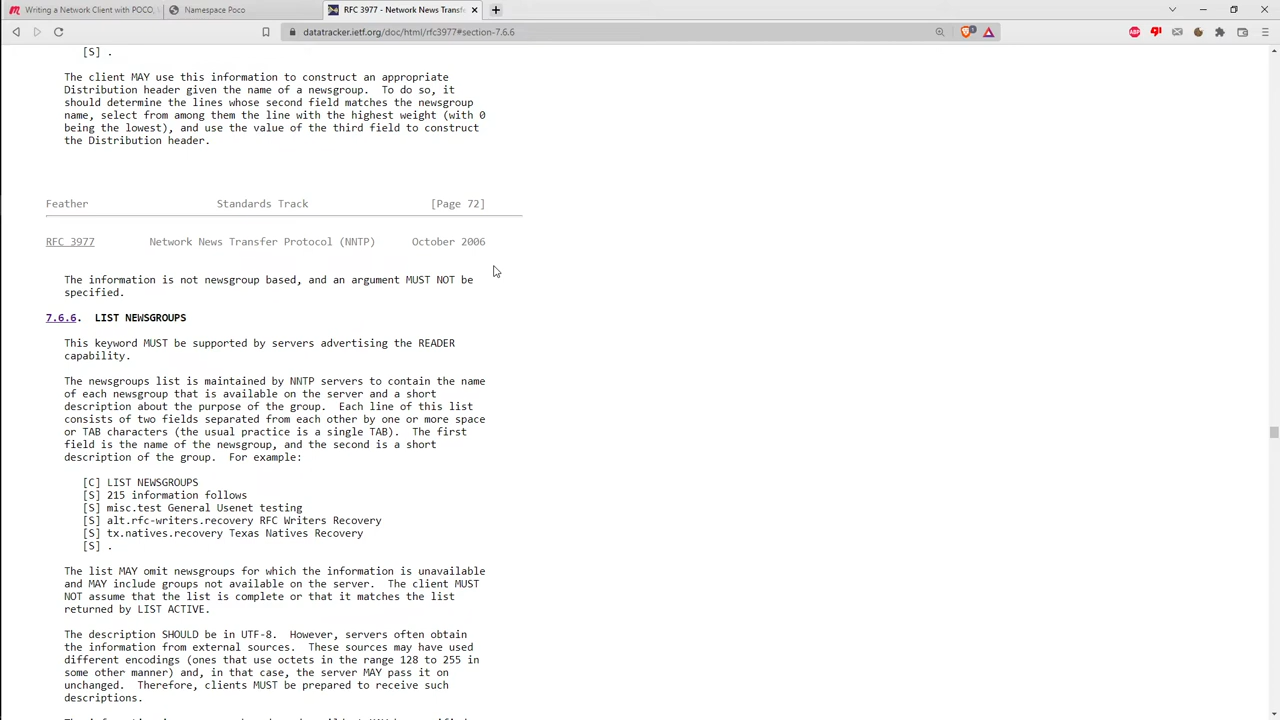 Writing a Network Client with POCO,
Namespace Poco
RFC 3977 - Network News Transfe
datatracker.ietf.org/doc/html/rfc3977#section-7.6.6
[S] .
The client MAY use this information to construct an appropriate
Distribution header given the name of a newsgroup.  To do so, it
should determine the lines whose second field matches the newsgroup
name, select from among them the line with the highest weight (with 0
being the lowest), and use the value of the third field to construct
the Distribution header.
Feather Standards Track [Page 72]
RFC 3977 Network News Transfer Protocol (NNTP) October 2006
The information is not newsgroup based, and an argument MUST NOT be
specified.
7.6.6.  LIST NEWSGROUPS
This keyword MUST be supported by servers advertising the READER
capability.
The newsgroups list is maintained by NNTP servers to contain the name
of each newsgroup that is available on the server and a short
description about the purpose of the group.  Each line of this list
consists of two fields separated from each other by one or more space
or TAB characters (the usual practice is a single TAB).  The first
field is the name of the newsgroup, and the second is a short
description of the group.  For example:
[C] LIST NEWSGROUPS
[S] 215 information follows
[S] misc.test General Usenet testing
[S] alt.rfc-writers.recovery RFC Writers Recovery
[S] tx.natives.recovery Texas Natives Recovery
[S] .
The list MAY omit newsgroups for which the information is unavailable
and MAY include groups not available on the server.  The client MUST
NOT assume that the list is complete or that it matches the list
returned by LIST ACTIVE.
The description SHOULD be in UTF-8.  However, servers often obtain
the information from external sources.  These sources may have used
different encodings (ones that use octets in the range 128 to 255 in
some other manner) and, in that case, the server MAY pass it on
unchanged.  Therefore, clients MUST be prepared to receive such
descriptions.